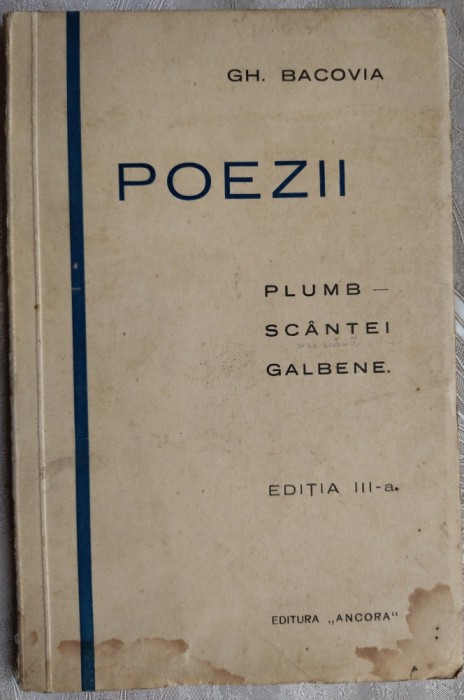 GH. BACOVIA
POEZII
PLUMB —
SCÂNTEI
GALBENE.
EDIȚIA III-a.
EDITURA „ANCORA"